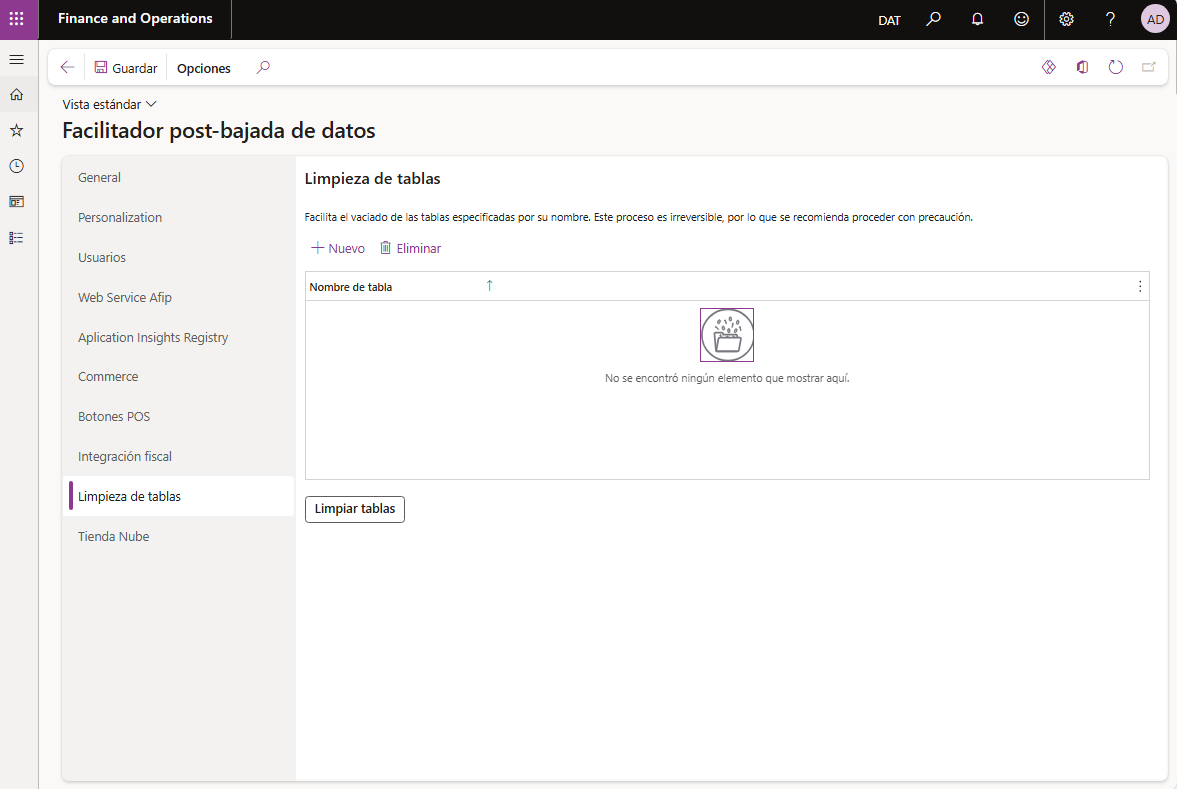 Finance and Operations
DAT
?
AD
Guardar
Opciones
Vista estándar
Facilitador post-bajada de datos
General
Personalization
Usuarios
Web Service Afip
Aplication Insights Registry
Commerce
Botones POS
Integración fiscal
Limpieza de tablas
Tienda Nube
Limpieza de tablas
Facilita el vaciado de las tablas especificadas por su nombre. Este proceso es irreversible, por lo que se recomienda proceder con precaución.
Nuevo
Eliminar
Nombre de tabla
No se encontró ningún elemento que mostrar aquí.
Limpiar tablas